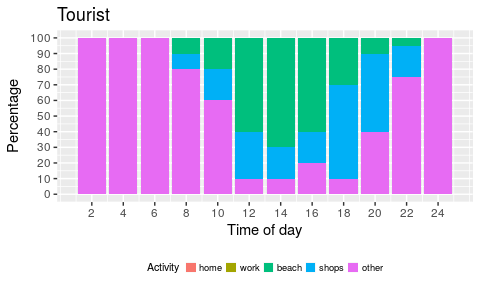 Tourist
Percentage
100
90
80
70
60
50
40
30
20
10
0
2 4 6 8 10 12 14 16 18 20 22 24
Time of day
Activity home work beach shops other